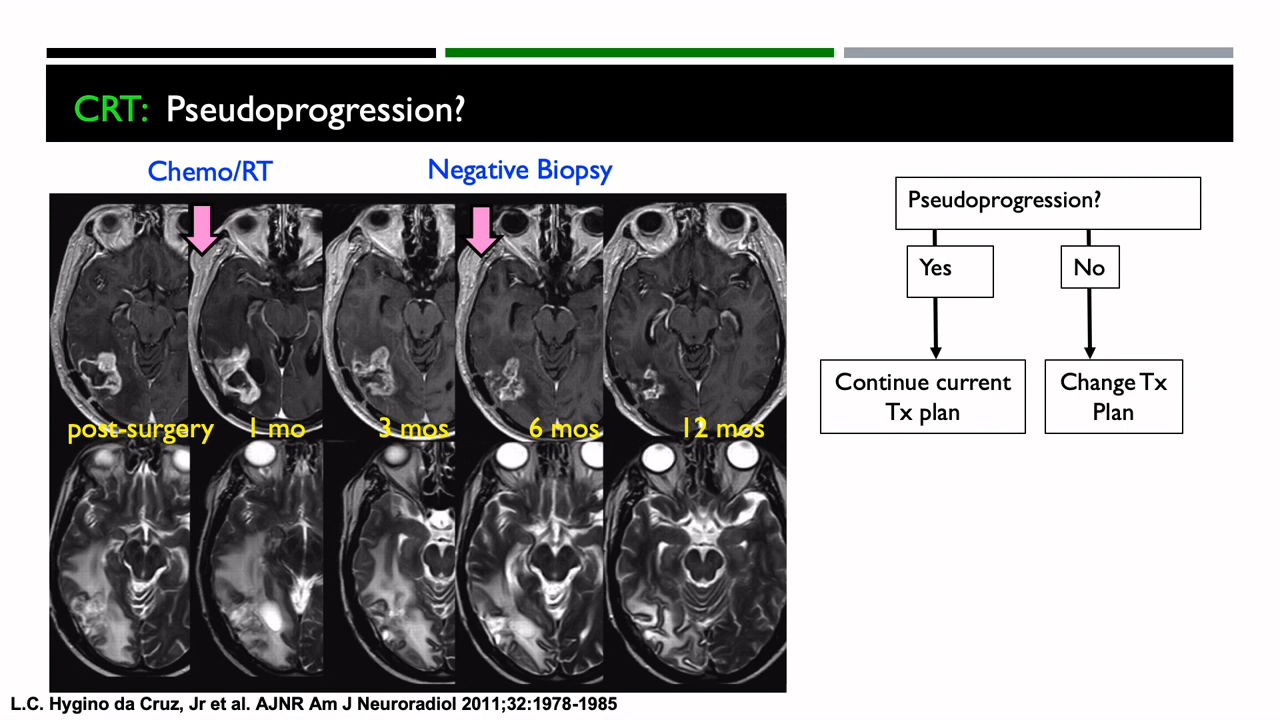 CRT: Pseudoprogression?
Chemo/RT
Negative Biopsy
post-surgery
1 mo
3 mos
6 mos
12 mos
Pseudoprogression?
Yes
No
Continue current
Tx plan
Change Tx
Plan
L.C. Hygino da Cruz, Jr et al. AJNR Am J Neuroradiol 2011;32:1978-1985